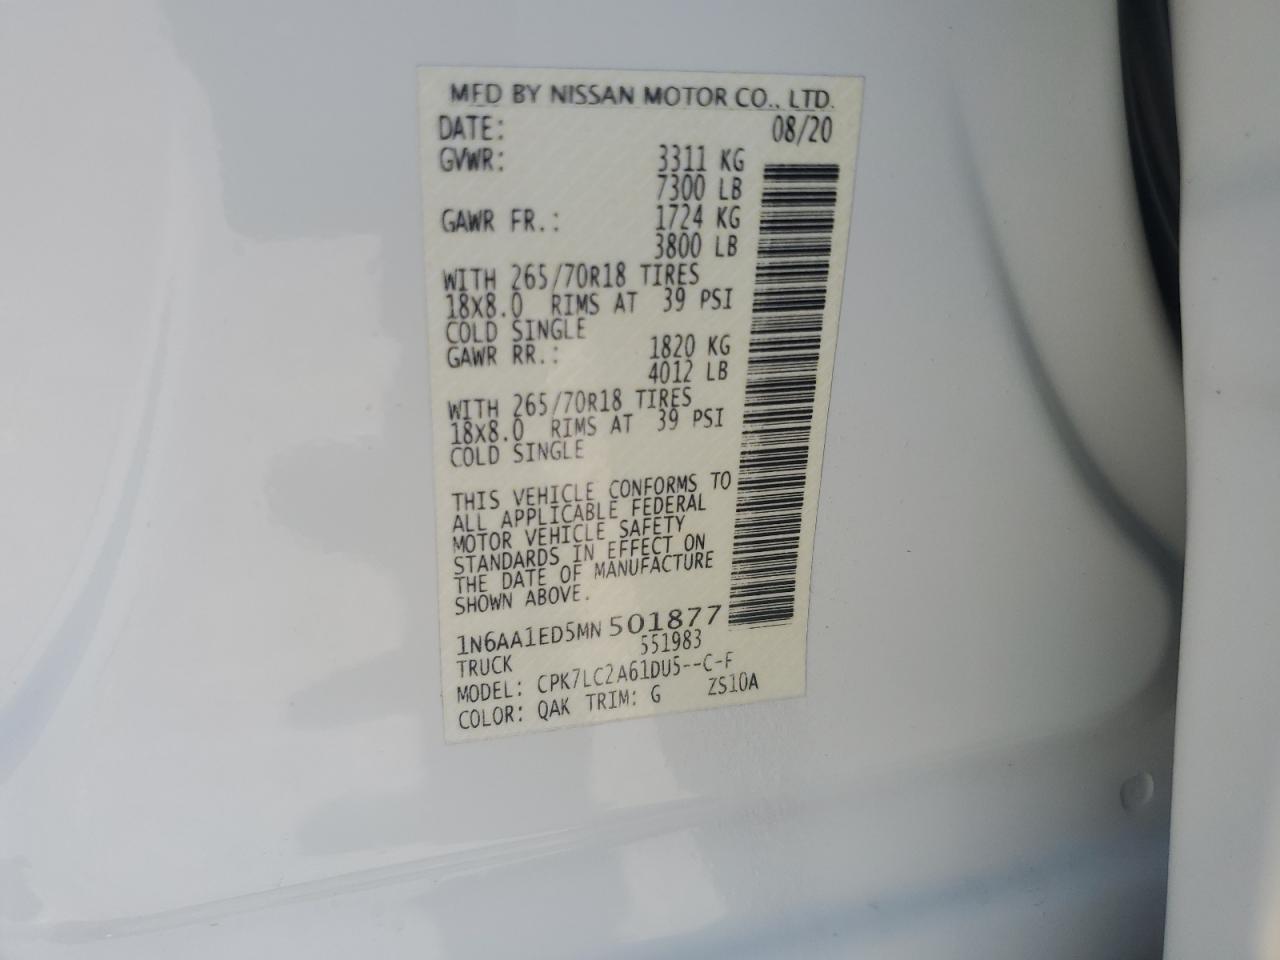 MFD BY NISSAN MOTOR CO., LTD.
DATE: 08/20
GVWR: 3311 KG
7300 LB
GAWR FR.: 1724 KG
3800 LB
WITH 265/70R18 TIRES
18X8.0 RIMS AT 39 PSI
COLD SINGLE
GAWR RR.: 1820 KG
4012 LB
WITH 265/70R18 TIRES
18X8.0 RIMS AT 39 PSI
COLD SINGLE
THIS VEHICLE CONFORMS TO
ALL APPLICABLE FEDERAL
MOTOR VEHICLE SAFETY
STANDARDS IN EFFECT ON
THE DATE OF MANUFACTURE
SHOWN ABOVE.
1N6AA1ED5MN501877
TRUCK 551983
MODEL: CPK7LC2A61DU5--C-F
COLOR: QAK TRIM: G ZS10A